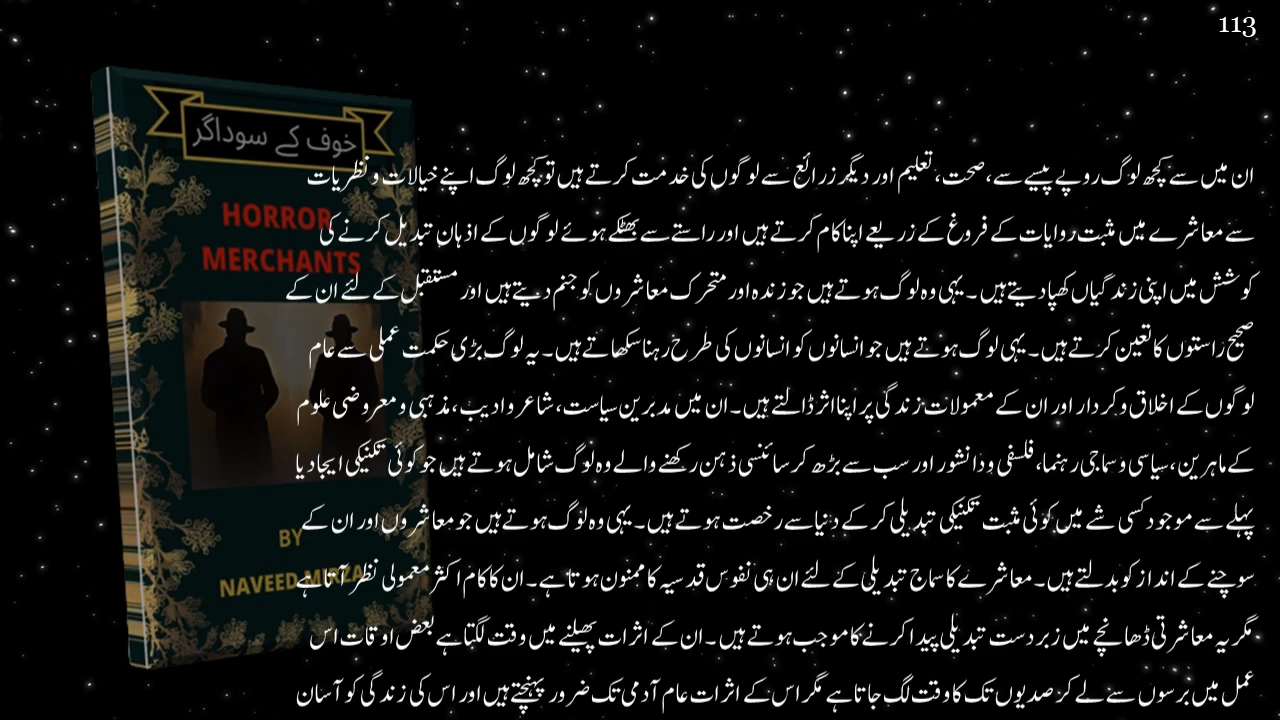 113
خوف کے سوداگر
HORROR
MERCHANTS
BY
NAVEED MIRZA
ان میں سے کچھ لوگ روپے پیسے سے، صحت، تعلیم اور دیگر زرائع سے لوگوں کی خدمت کرتے ہیں تو کچھ لوگ اپنے خیالات و نظریات
سے معاشرے میں مثبت روایات کے فروغ کے زریعے اپنا کام کرتے ہیں اور راستے سے بھٹکے ہوئے لوگوں کے اذہان تبدیل کرنے کی
کوشش میں اپنی زندگیاں کھپا دیتے ہیں۔ یہی وہ لوگ ہوتے ہیں جو زندہ اور متحرک معاشروں کو جنم دیتے ہیں اور مستقبل کے لئے ان کے
صحیح راستوں کا تعین کرتے ہیں۔ یہی لوگ ہوتے ہیں جو انسانوں کو انسانوں کی طرح رہنا سکھاتے ہیں۔ یہ لوگ بڑی حکمت عملی سے عام
لوگوں کے اخلاق و کردار اور ان کے معمولات زندگی پر اپنا اثر ڈالتے ہیں۔ ان میں مدبرین سیاست، شاعر و ادیب، مذہبی و معروضی علوم
کے ماہرین، سیاسی و سماجی رہنما، فلسفی و دانشور اور سب سے بڑھ کر سائنسی ذہن رکھنے والے وہ لوگ شامل ہوتے ہیں جو کوئی تکنیکی ایجاد یا
پہلے سے موجود کسی شے میں کوئی مثبت تکنیکی تبدیلی کر کے دنیا سے رخصت ہوتے ہیں۔ یہی وہ لوگ ہوتے ہیں جو معاشروں اور ان کے
سوچنے کے انداز کو بدلتے ہیں۔ معاشرے کا سماج تبدیلی کے لئے ان ہی نفوس قدسیہ کا ممنون ہوتا ہے۔ ان کا کام اکثر معمولی نظر آتا ہے
مگر یہ معاشرتی ڈھانچے میں زبردست تبدیلی پیدا کرنے کا موجب ہوتے ہیں۔ ان کے اثرات پھیلنے میں وقت لگتا ہے بعض اوقات اس
عمل میں برسوں سے لے کر صدیوں تک کا وقت لگ جاتا ہے مگر اس کے اثرات عام آدمی تک ضرور پہنچتے ہیں اور اس کی زندگی کو آسان